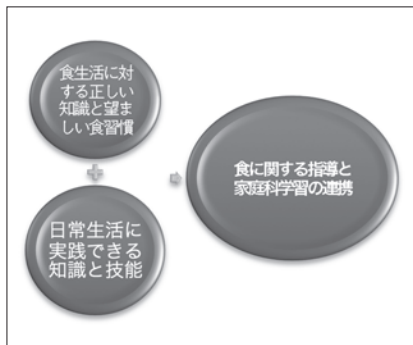 食生活に対
する正しい
知識と望ま
しい食習慣
+
日常生活に
実践できる
知識と技能
食に関する指導と
家庭科学習の連携